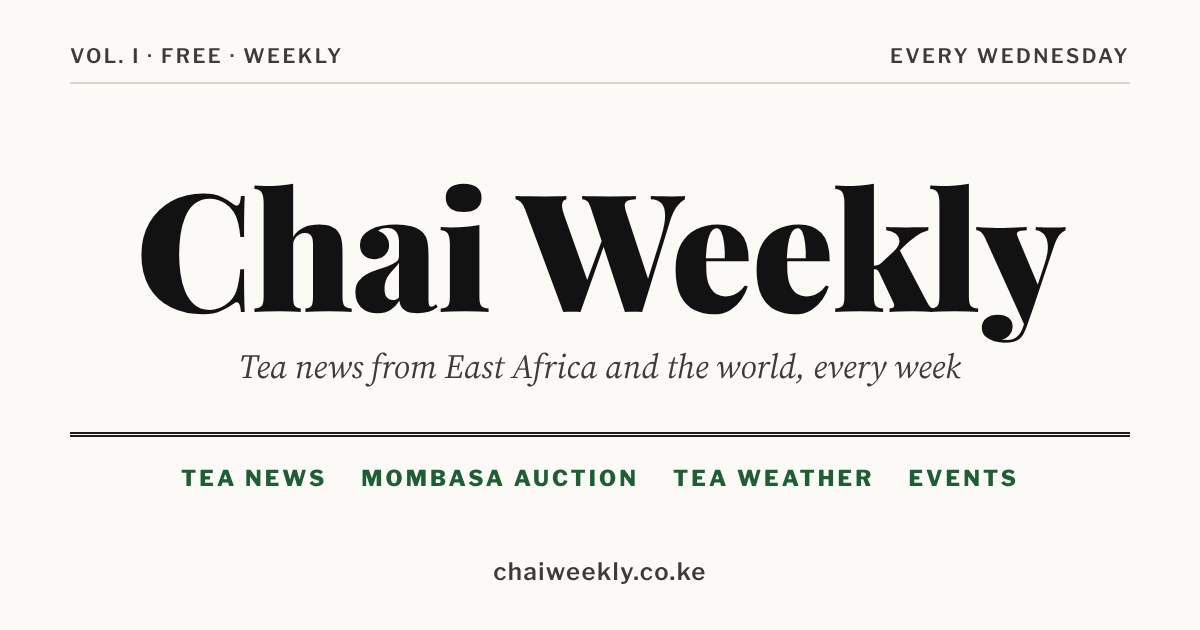 VOL. I · FREE · WEEKLY
EVERY WEDNESDAY
Chai Weekly
Tea news from East Africa and the world, every week
TEA NEWS MOMBASA AUCTION TEA WEATHER EVENTS
chaiweekly.co.ke